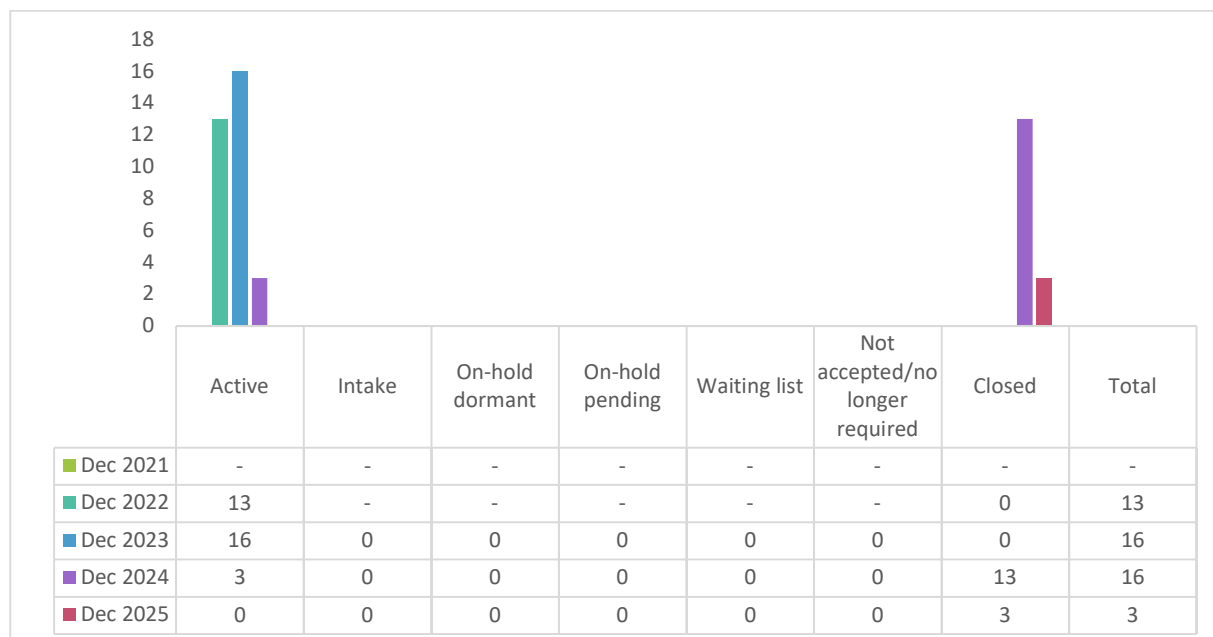 18
16
14
12
10
8
6
4
2
0
Active Intake On-hold dormant On-hold pending Waiting list Not accepted/no longer required Closed Total
Dec 2021 - - - - - - - -
Dec 2022 13 - - - - - 0 13
Dec 2023 16 0 0 0 0 0 0 16
Dec 2024 3 0 0 0 0 0 13 16
Dec 2025 0 0 0 0 0 0 3 3